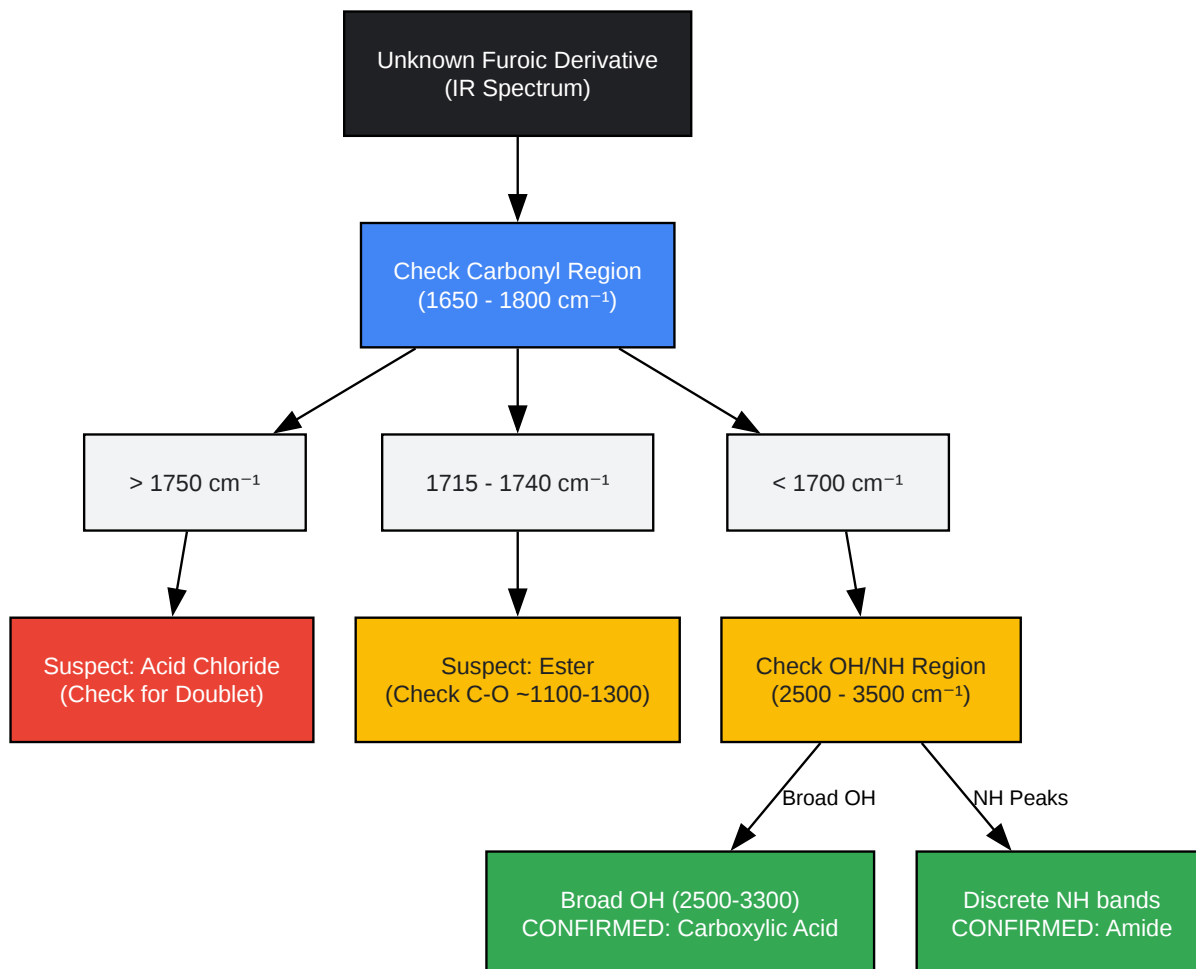 Unknown Furoic Derivative
(IR Spectrum)
Check Carbonyl Region
(1650 - 1800 cm⁻¹)
> 1750 cm⁻¹
1715 - 1740 cm⁻¹
< 1700 cm⁻¹
Suspect: Acid Chloride
(Check for Doublet)
Suspect: Ester
(Check C-O ~1100-1300)
Check OH/NH Region
(2500 - 3500 cm⁻¹)
Broad OH
NH Peaks
Broad OH (2500-3300)
CONFIRMED: Carboxylic Acid
Discrete NH bands
CONFIRMED: Amide